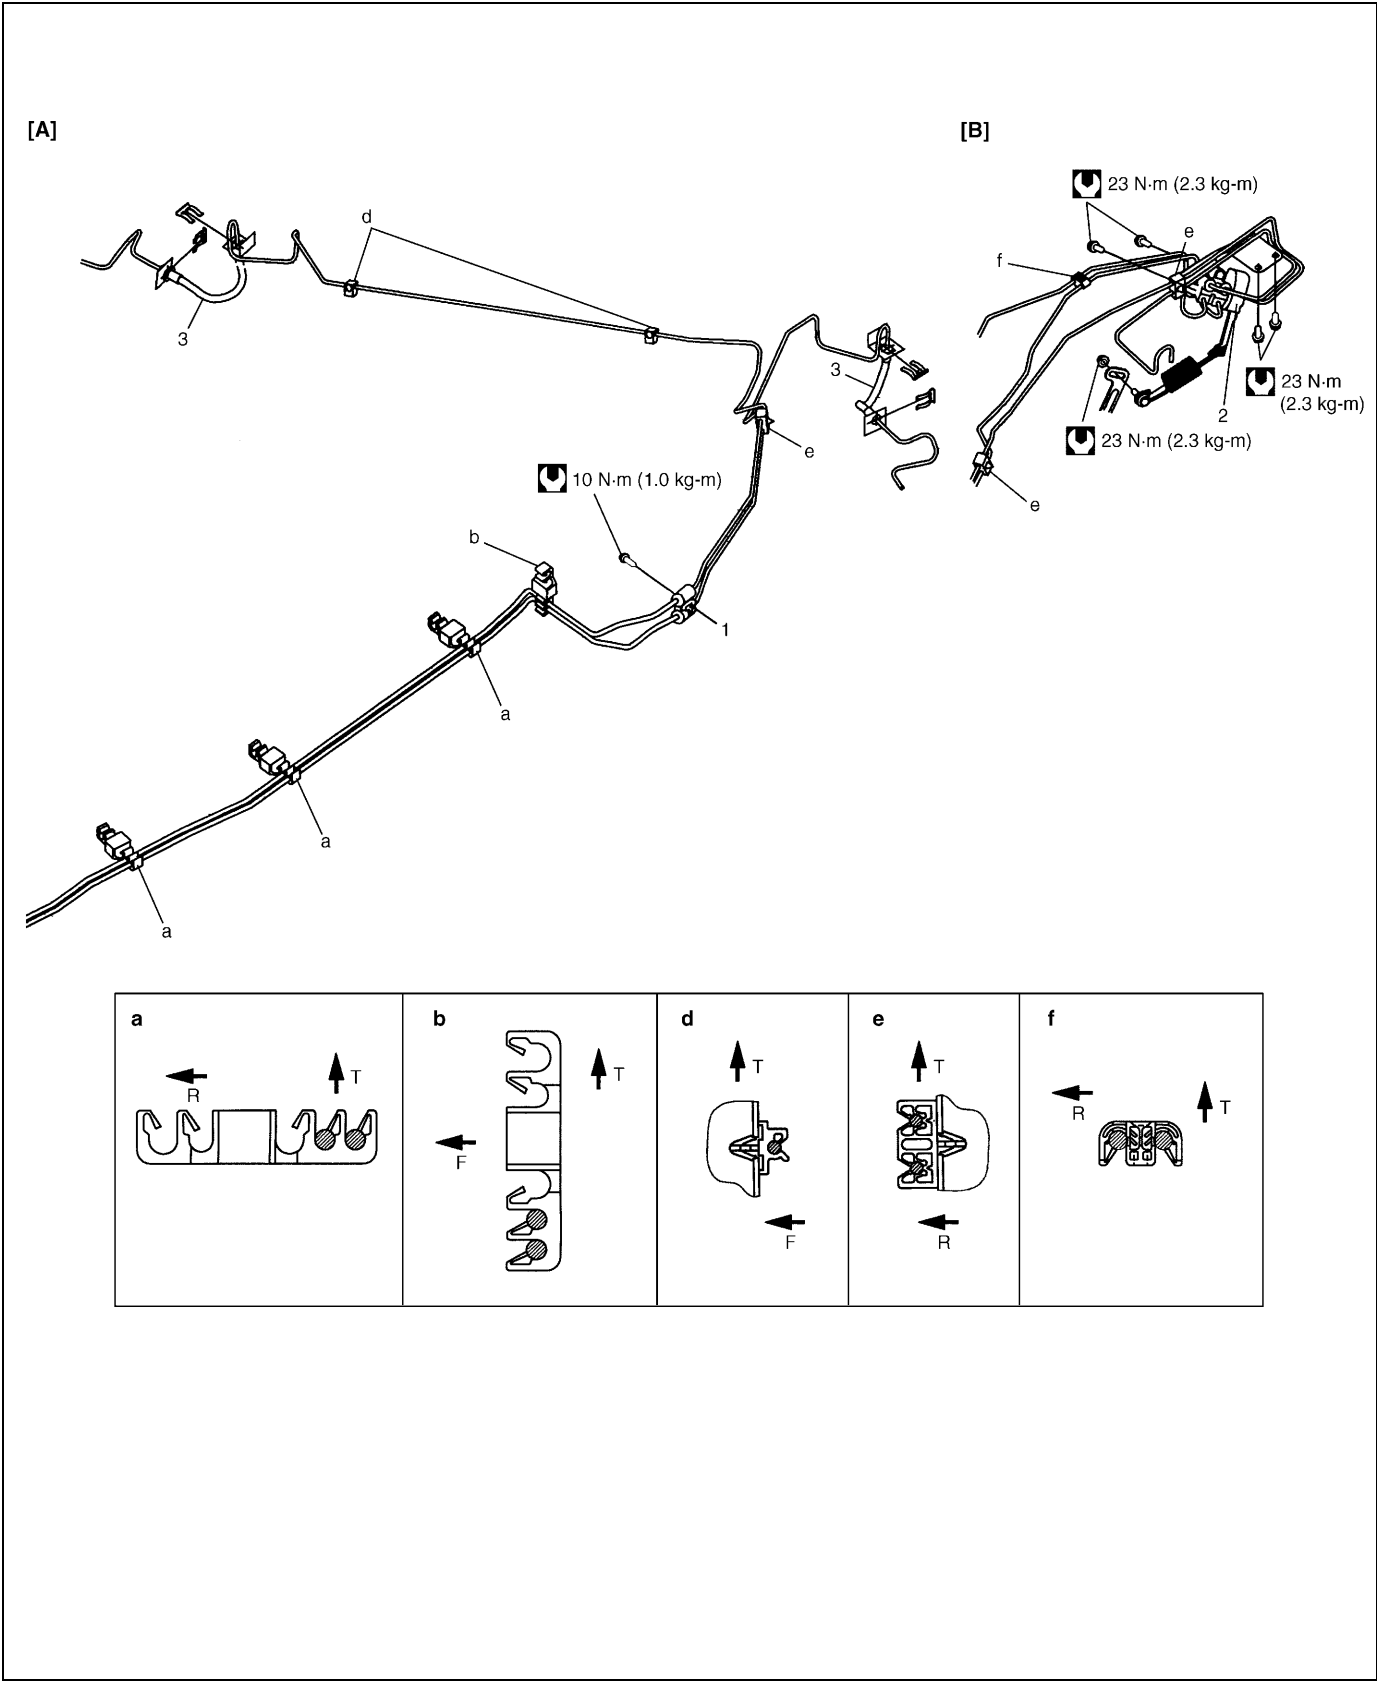 [A]
[B]
23 N·m (2.3 kg-m)
d
e
f
3
3
23 N·m
(2.3 kg-m)
2
23 N·m (2.3 kg-m)
e
e
10 N·m (1.0 kg-m)
b
1
a
a
a
a
b
d
e
f
R
T
T
F
T
F
T
R
R
T